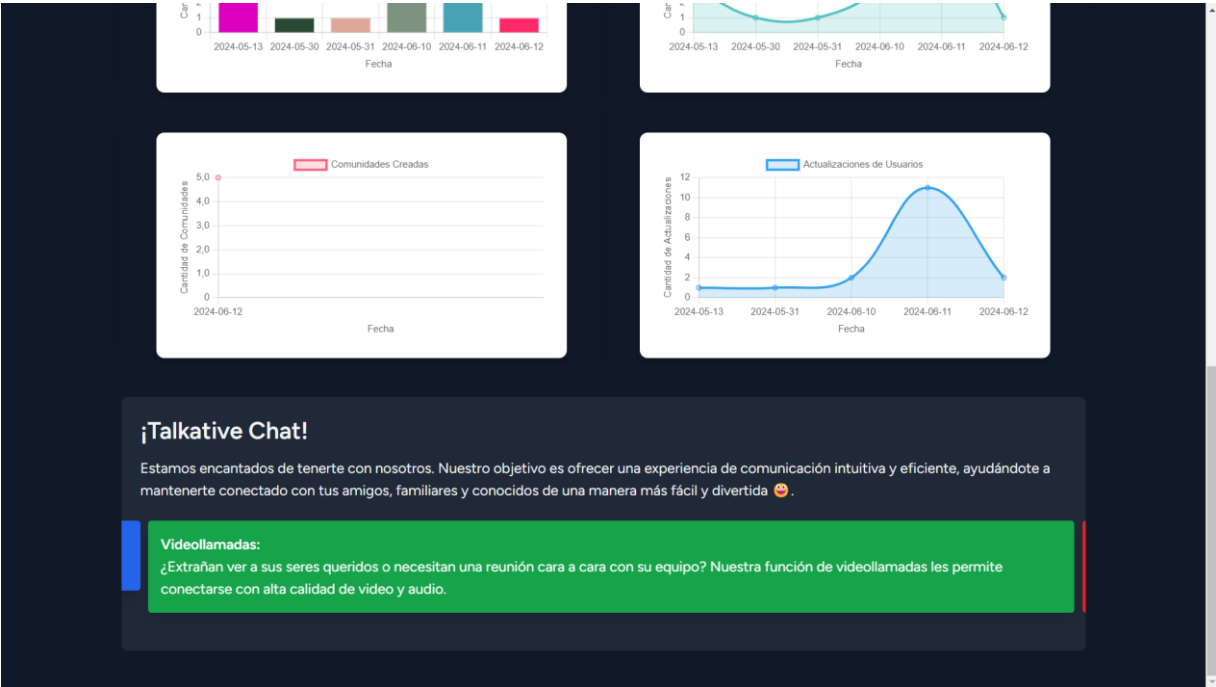 1
0
2024-05-13 2024-05-30 2024-05-31 2024-06-10 2024-06-11 2024-06-12
Fecha
1
0
2024-05-13 2024-05-30 2024-05-31 2024-06-10 2024-06-11 2024-06-12
Fecha
Comunidades Creadas
Cantidad de Comunidades
5,0
4,0
3,0
2,0
1,0
0
2024-06-12
Fecha
Actualizaciones de Usuarios
Cantidad de Actualizaciones
12
10
8
6
4
2
0
2024-05-13 2024-05-31 2024-06-10 2024-06-11 2024-06-12
Fecha
¡Talkative Chat!
Estamos encantados de tenerte con nosotros. Nuestro objetivo es ofrecer una experiencia de comunicación intuitiva y eficiente, ayudándote a
mantenerte conectado con tus amigos, familiares y conocidos de una manera más fácil y divertida 😀.
Videollamadas:
¿Extrañan ver a sus seres queridos o necesitan una reunión cara a cara con su equipo? Nuestra función de videollamadas les permite
conectarse con alta calidad de video y audio.